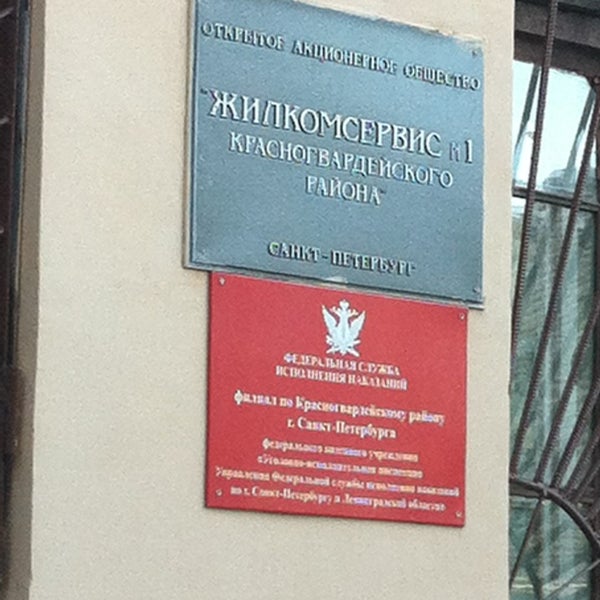 ОТКРЫТОЕ АКЦИОНЕРНОЕ ОБЩЕСТВО
"ЖИЛКОМСЕРВИС N1
КРАСНОГВАРДЕЙСКОГО
РАЙОНА"
САНКТ-ПЕТЕРБУРГ
ФЕДЕРАЛЬНАЯ СЛУЖБА
ИСПОЛНЕНИЯ НАКАЗАНИЙ
филиал по Красногвардейскому району
г. Санкт-Петербурга
федерального казенного учреждения
«Уголовно-исполнительная инспекция
Управления Федеральной службы исполнения наказаний
по г. Санкт-Петербургу и Ленинградской области»